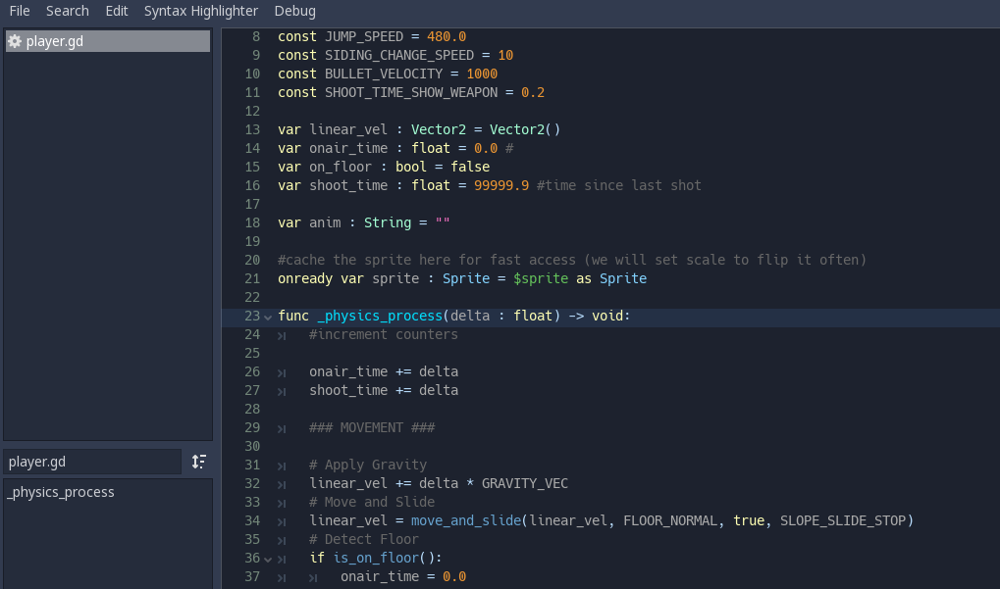 File Search Edit Syntax Highlighter Debug
player.gd
player.gd
_physics_process
8 const JUMP_SPEED = 480.0
9 const SIDING_CHANGE_SPEED = 10
10 const BULLET_VELOCITY = 1000
11 const SHOOT_TIME_SHOW_WEAPON = 0.2
12
13 var linear_vel : Vector2 = Vector2()
14 var onair_time : float = 0.0 #
15 var on_floor : bool = false
16 var shoot_time : float = 99999.9 #time since last shot
17
18 var anim : String = ""
19
20 #cache the sprite here for fast access (we will set scale to flip it often)
21 onready var sprite : Sprite = $sprite as Sprite
22
23 func _physics_process(delta : float) -> void:
24 #increment counters
25
26 onair_time += delta
27 shoot_time += delta
28
29 ### MOVEMENT ###
30
31 # Apply Gravity
32 linear_vel += delta * GRAVITY_VEC
33 # Move and Slide
34 linear_vel = move_and_slide(linear_vel, FLOOR_NORMAL, true, SLOPE_SLIDE_STOP)
35 # Detect Floor
36 if is_on_floor():
37 onair_time = 0.0